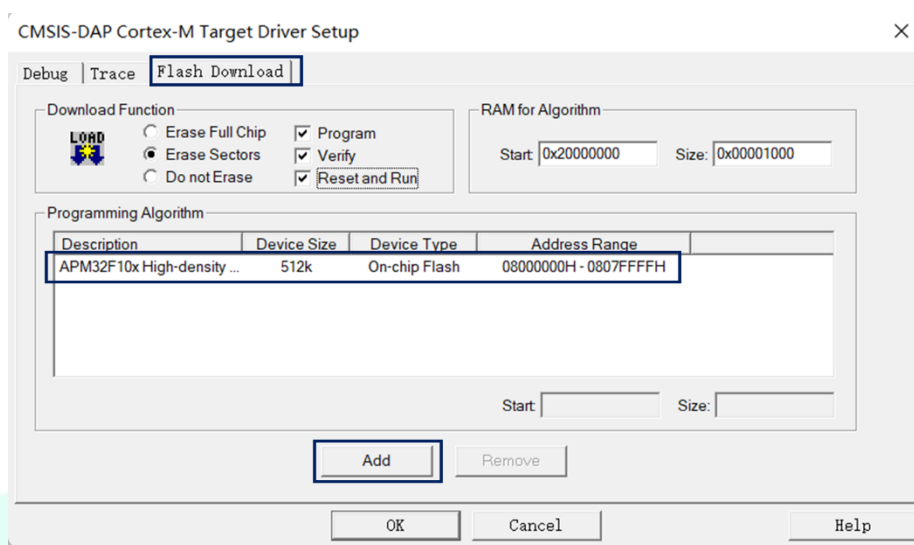 CMSIS-DAP Cortex-M Target Driver Setup
Debug Trace Flash Download
Download Function
LOAD
Erase Full Chip Program
Erase Sectors Verify
Do not Erase Reset and Run
RAM for Algorithm
Start: 0x20000000 Size: 0x00001000
Programming Algorithm
Description Device Size Device Type Address Range
APM32F10x High-density ... 512k On-chip Flash 08000000H - 0807FFFFH
Start: Size:
Add Remove
OK Cancel Help